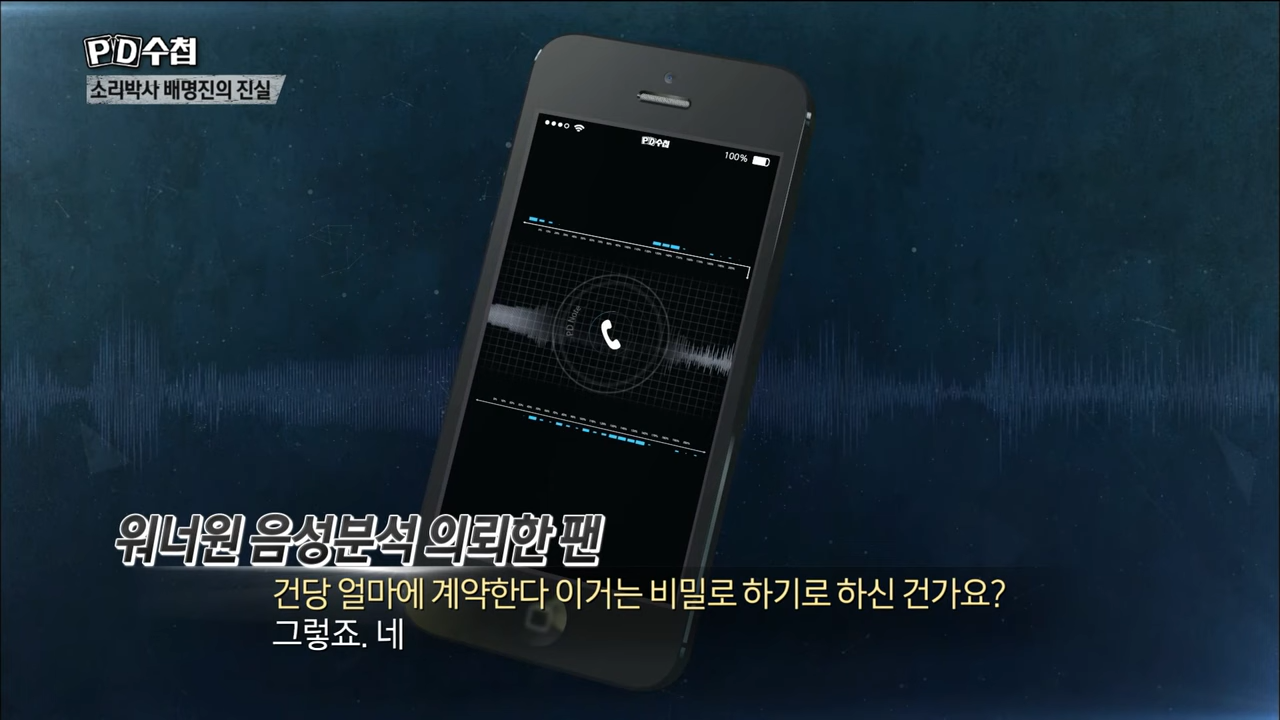 PD수첩
소리박사 배명진의 진실
PD수첩
100%
PD Note
워너원 음성분석 의뢰한 팬
건당 얼마에 계약한다 이거는 비밀로 하기로 하신 건가요?
그렇죠. 네